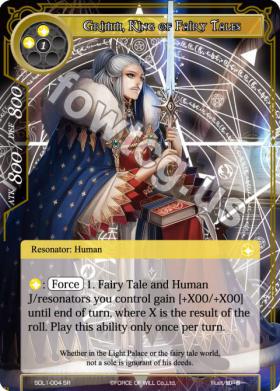 Grimm, King of Fairy Tales
1
ATK 800 / DEF 800
fowtcg.us
Resonator: Human
: Force 1. Fairy Tale and Human
J/resonators you control gain [+X00/+X00]
until end of turn, where X is the result of the
roll. Play this ability only once per turn.
Whether in the Light Palace or the fairy tale world,
not a sole is ignorant of his deeds.
SDL1-004 SR
©FORCE OF WILL Co.,Ltd.
Illust/